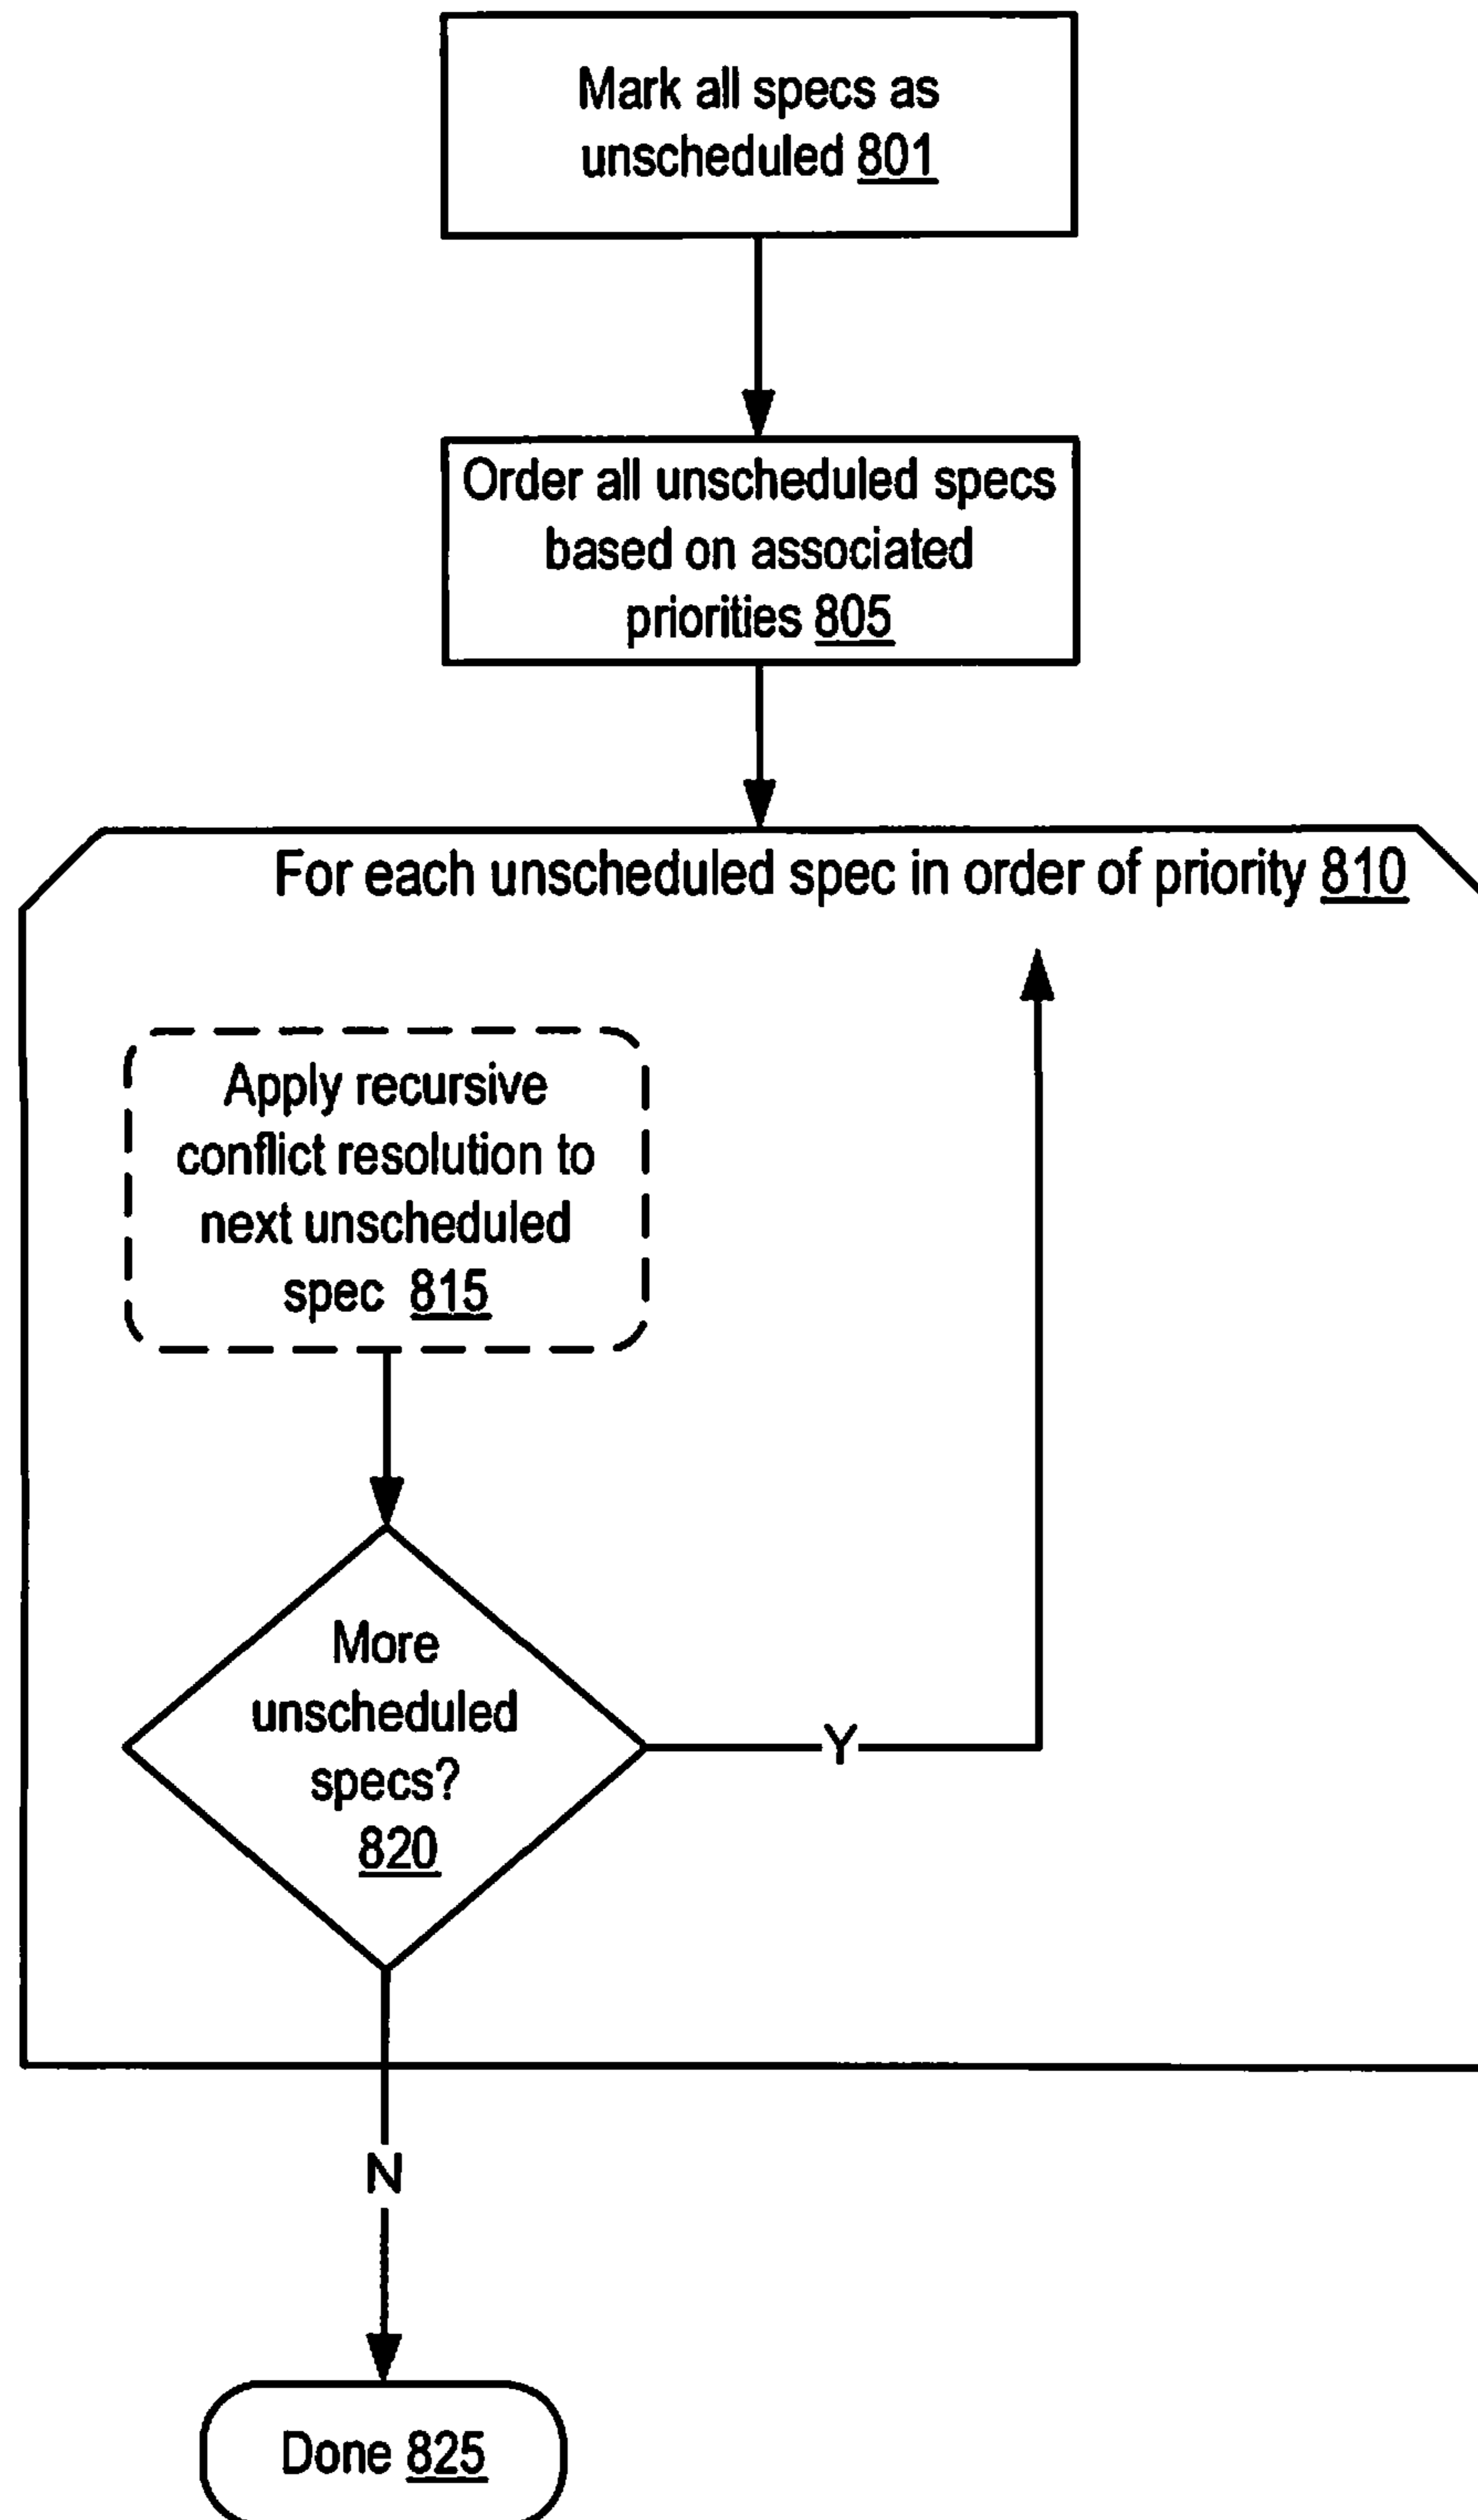 Mark all specs as
unscheduled 801
Order all unscheduled specs
based on associated
priorities 805
For each unscheduled spec in order of priority 810
Apply recursive
conflict resolution to
next unscheduled
spec 815
More
unscheduled
specs?
820
Y
N
Done 825